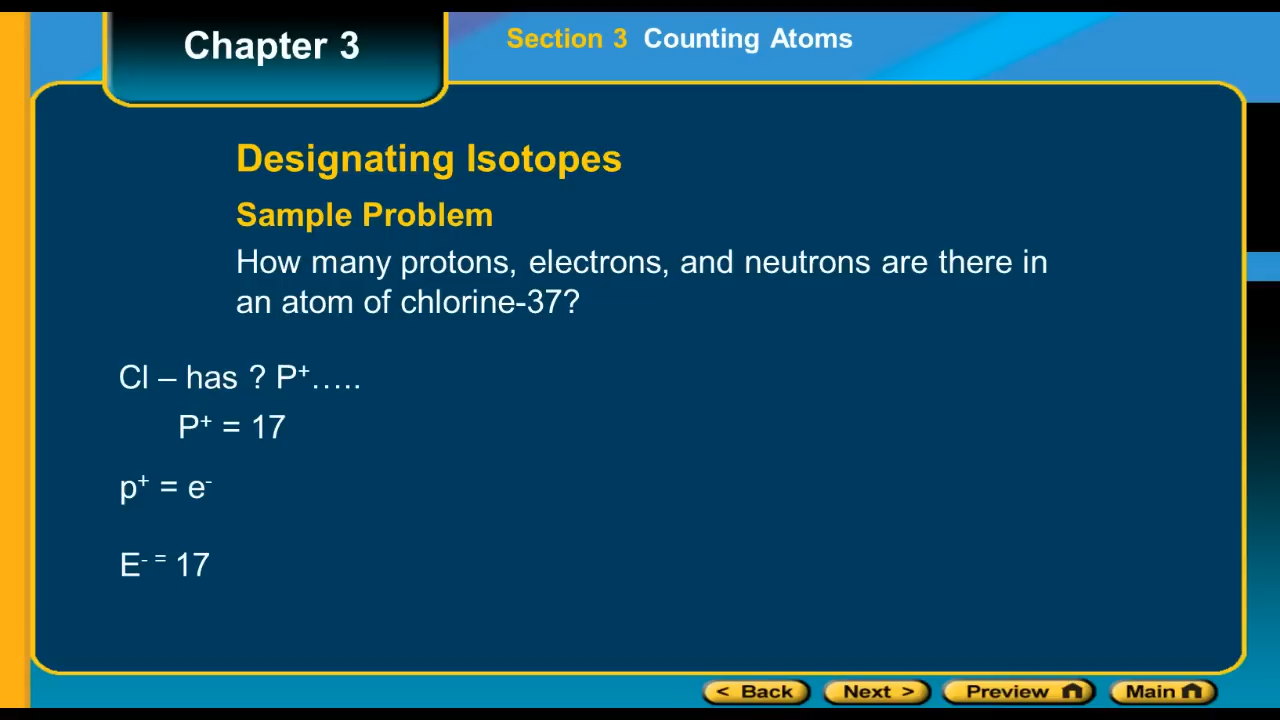 Chapter 3
Section 3 Counting Atoms
Designating Isotopes
Sample Problem
How many protons, electrons, and neutrons are there in
an atom of chlorine-37?
Cl – has ? P⁺…..
P⁺ = 17
p⁺ = e⁻
E⁻ ⁼ 17
< Back
Next >
Preview
Main